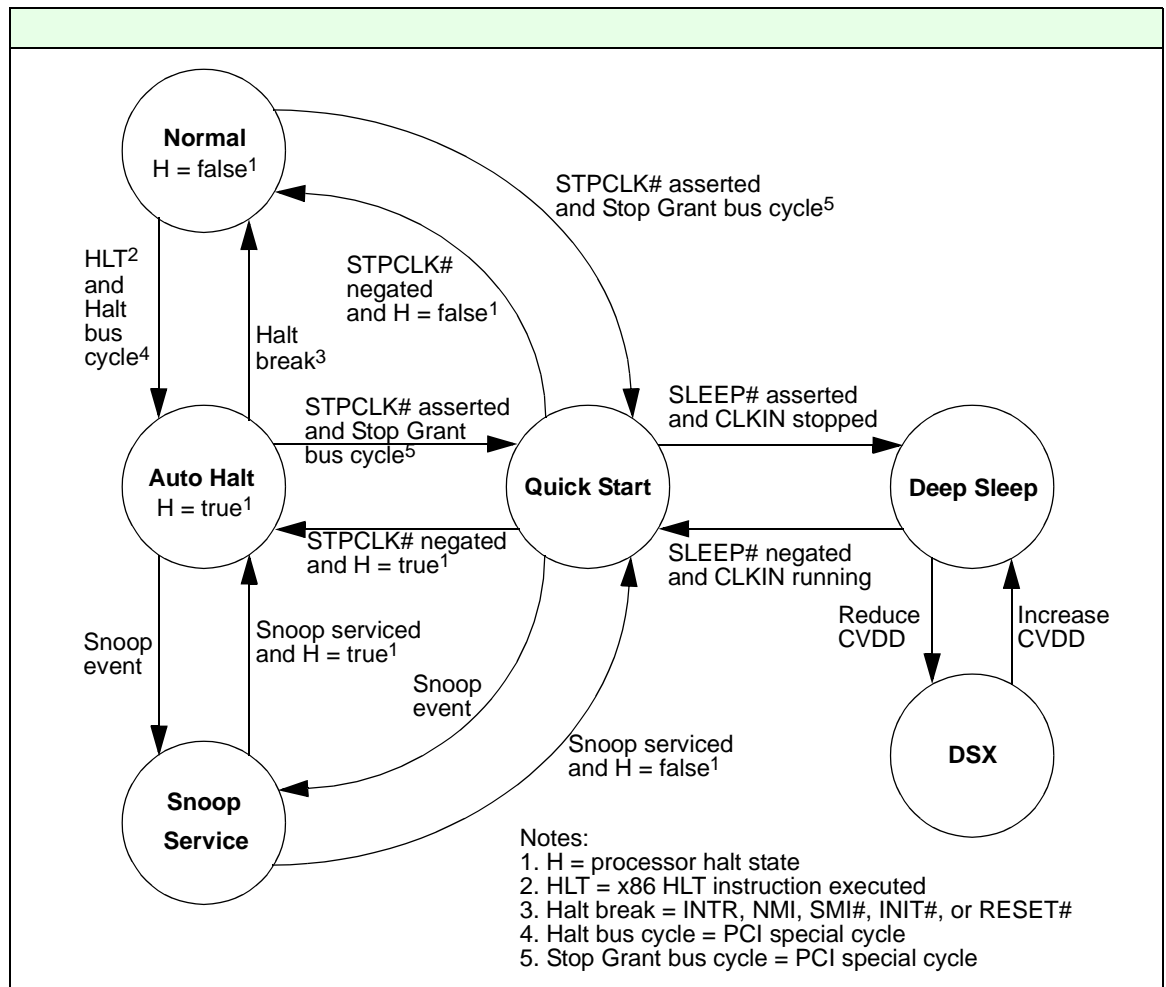 Normal
H = false1
STPCLK# asserted
and Stop Grant bus cycle5
HLT2
and
Halt
bus
cycle4
STPCLK#
negated
and H = false1
Halt
break3
STPCLK# asserted
and Stop Grant
bus cycle5
SLEEP# asserted
and CLKIN stopped
Auto Halt
H = true1
Quick Start
Deep Sleep
STPCLK# negated
and H = true1
SLEEP# negated
and CLKIN running
Reduce
CVDD
Increase
CVDD
Snoop
event
Snoop serviced
and H = true1
Snoop
event
Snoop serviced
and H = false1
DSX
Snoop
Service
Notes:
1. H = processor halt state
2. HLT = x86 HLT instruction executed
3. Halt break = INTR, NMI, SMI#, INIT#, or RESET#
4. Halt bus cycle = PCI special cycle
5. Stop Grant bus cycle = PCI special cycle